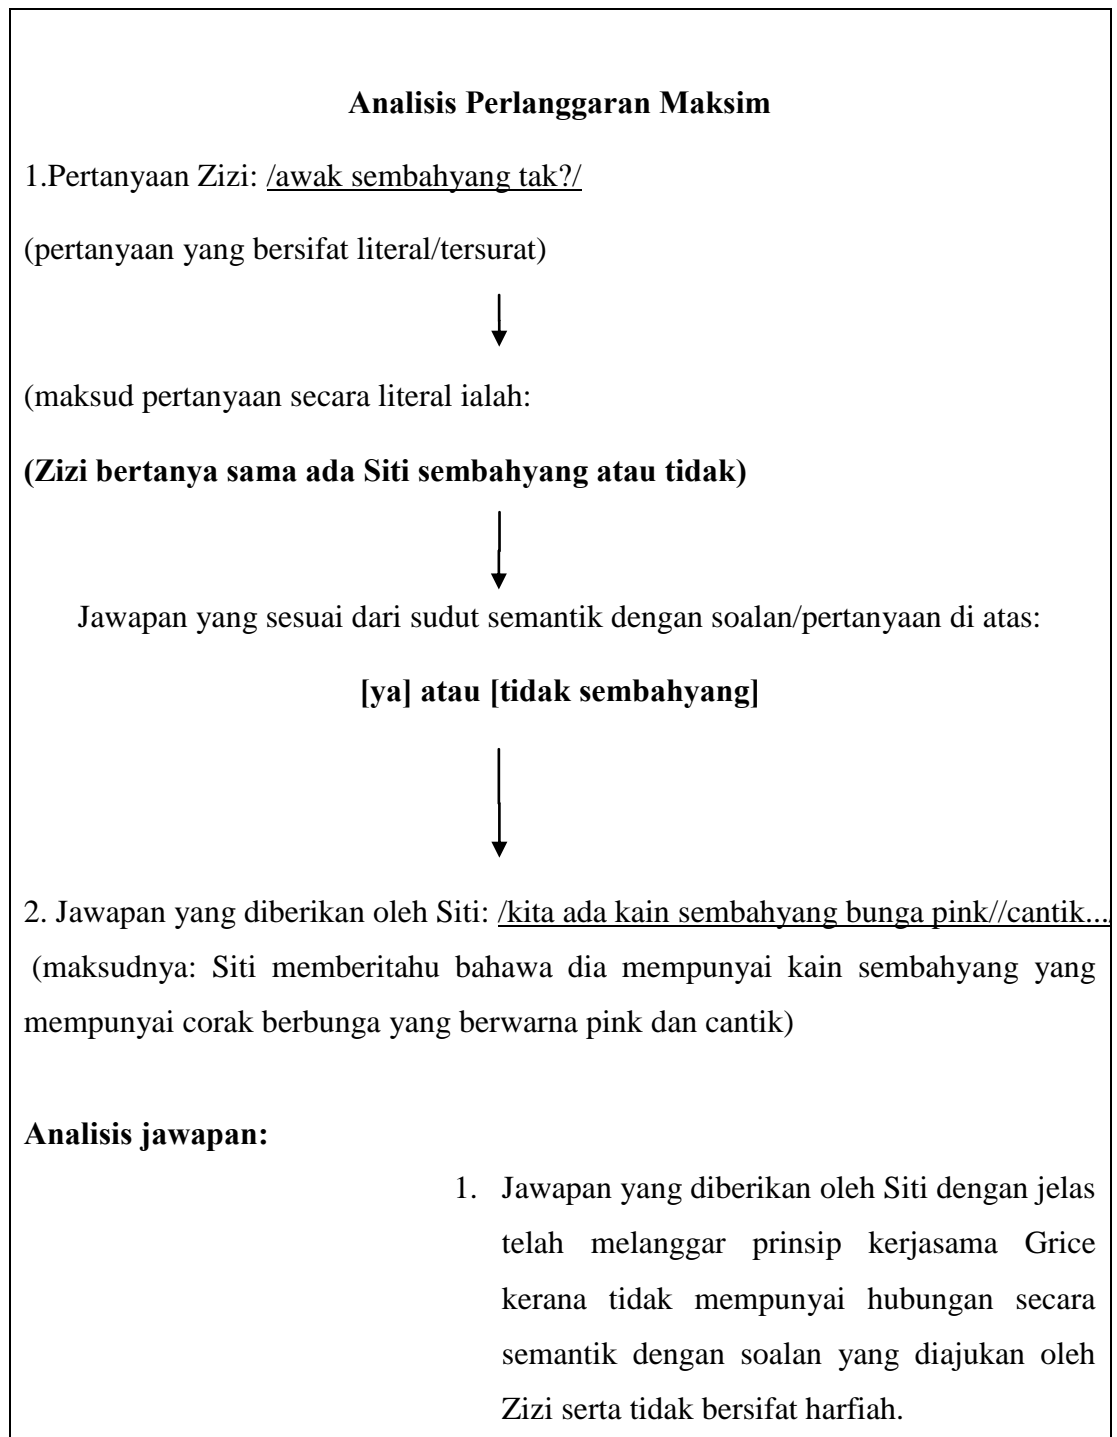 Analisis Perlanggaran Maksim
1.Pertanyaan Zizi: /awak sembahyang tak?/
(pertanyaan yang bersifat literal/tersurat)
(maksud pertanyaan secara literal ialah:
(Zizi bertanya sama ada Siti sembahyang atau tidak)
Jawapan yang sesuai dari sudut semantik dengan soalan/pertanyaan di atas:
[ya] atau [tidak sembahyang]
2. Jawapan yang diberikan oleh Siti: /kita ada kain sembahyang bunga pink//cantik.../
(maksudnya: Siti memberitahu bahawa dia mempunyai kain sembahyang yang
mempunyai corak berbunga yang berwarna pink dan cantik)
Analisis jawapan:
1. Jawapan yang diberikan oleh Siti dengan jelas
telah melanggar prinsip kerjasama Grice
kerana tidak mempunyai hubungan secara
semantik dengan soalan yang diajukan oleh
Zizi serta tidak bersifat harfiah.